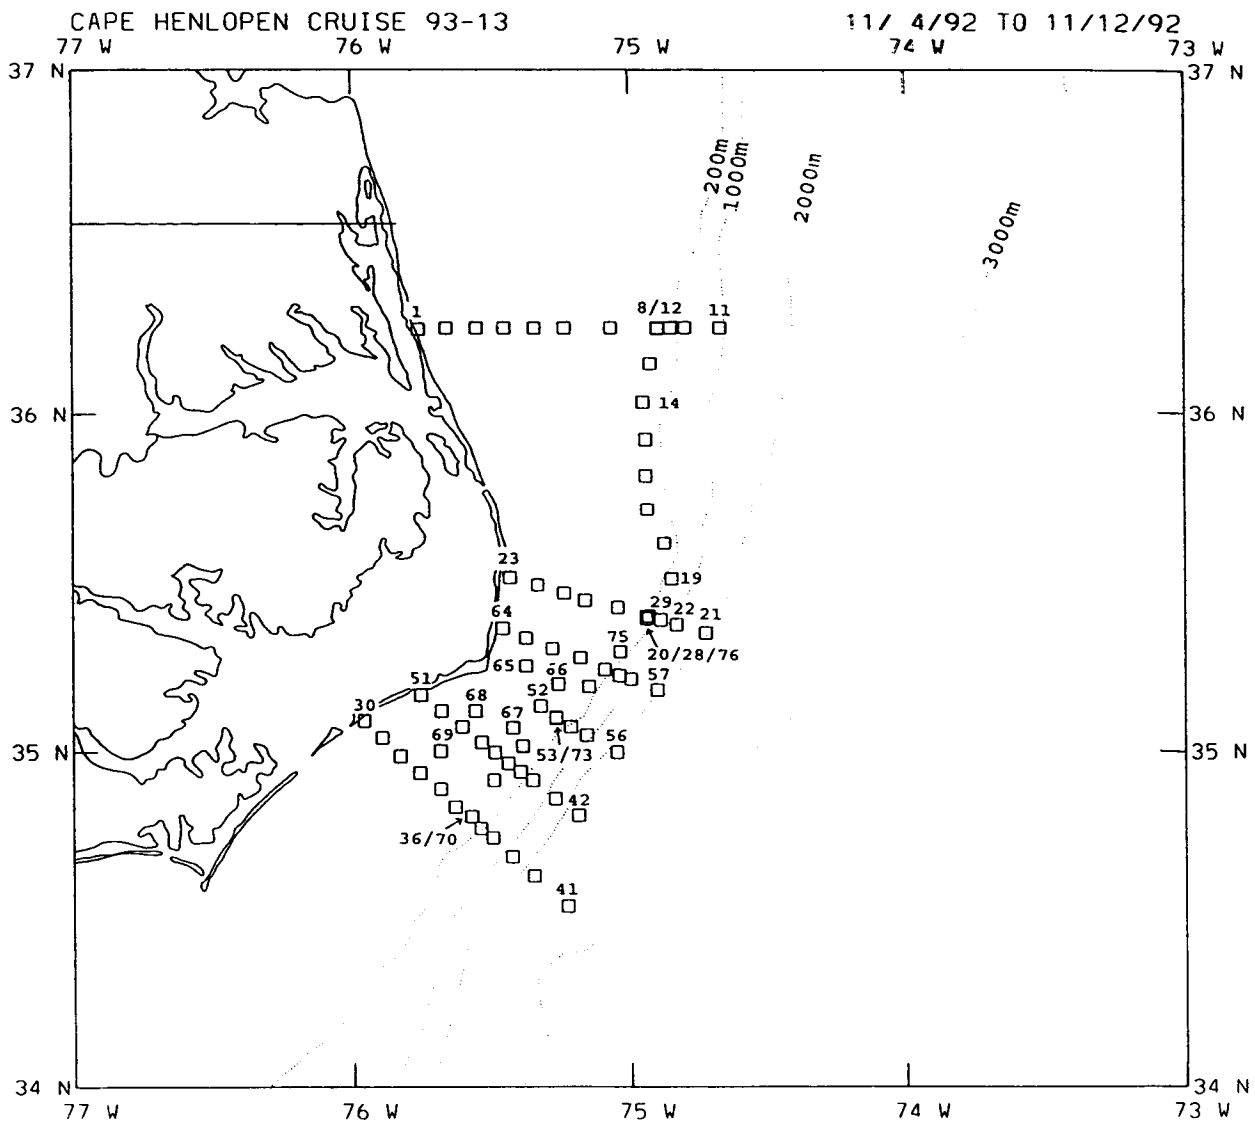 CAPE HENLOPEN CRUISE 93-13 11/ 4/92 TO 11/12/92
77 W 76 W 75 W 74 W 73 W
37 N 37 N
200m
1000m
2000m
3000m
1 8/12 11
14
36 N 36 N
23
19
29
22 21
64
75
20/28/76
65 66 57
51
52
68
30
67
69
56
53/73
35 N 35 N
42
36/70
41
34 N 34 N
77 W 76 W 75 W 74 W 73 W